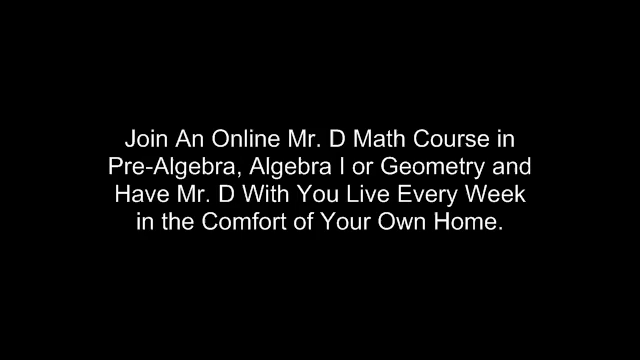 Join An Online Mr. D Math Course in
Pre-Algebra, Algebra I or Geometry and
Have Mr. D With You Live Every Week
in the Comfort of Your Own Home.